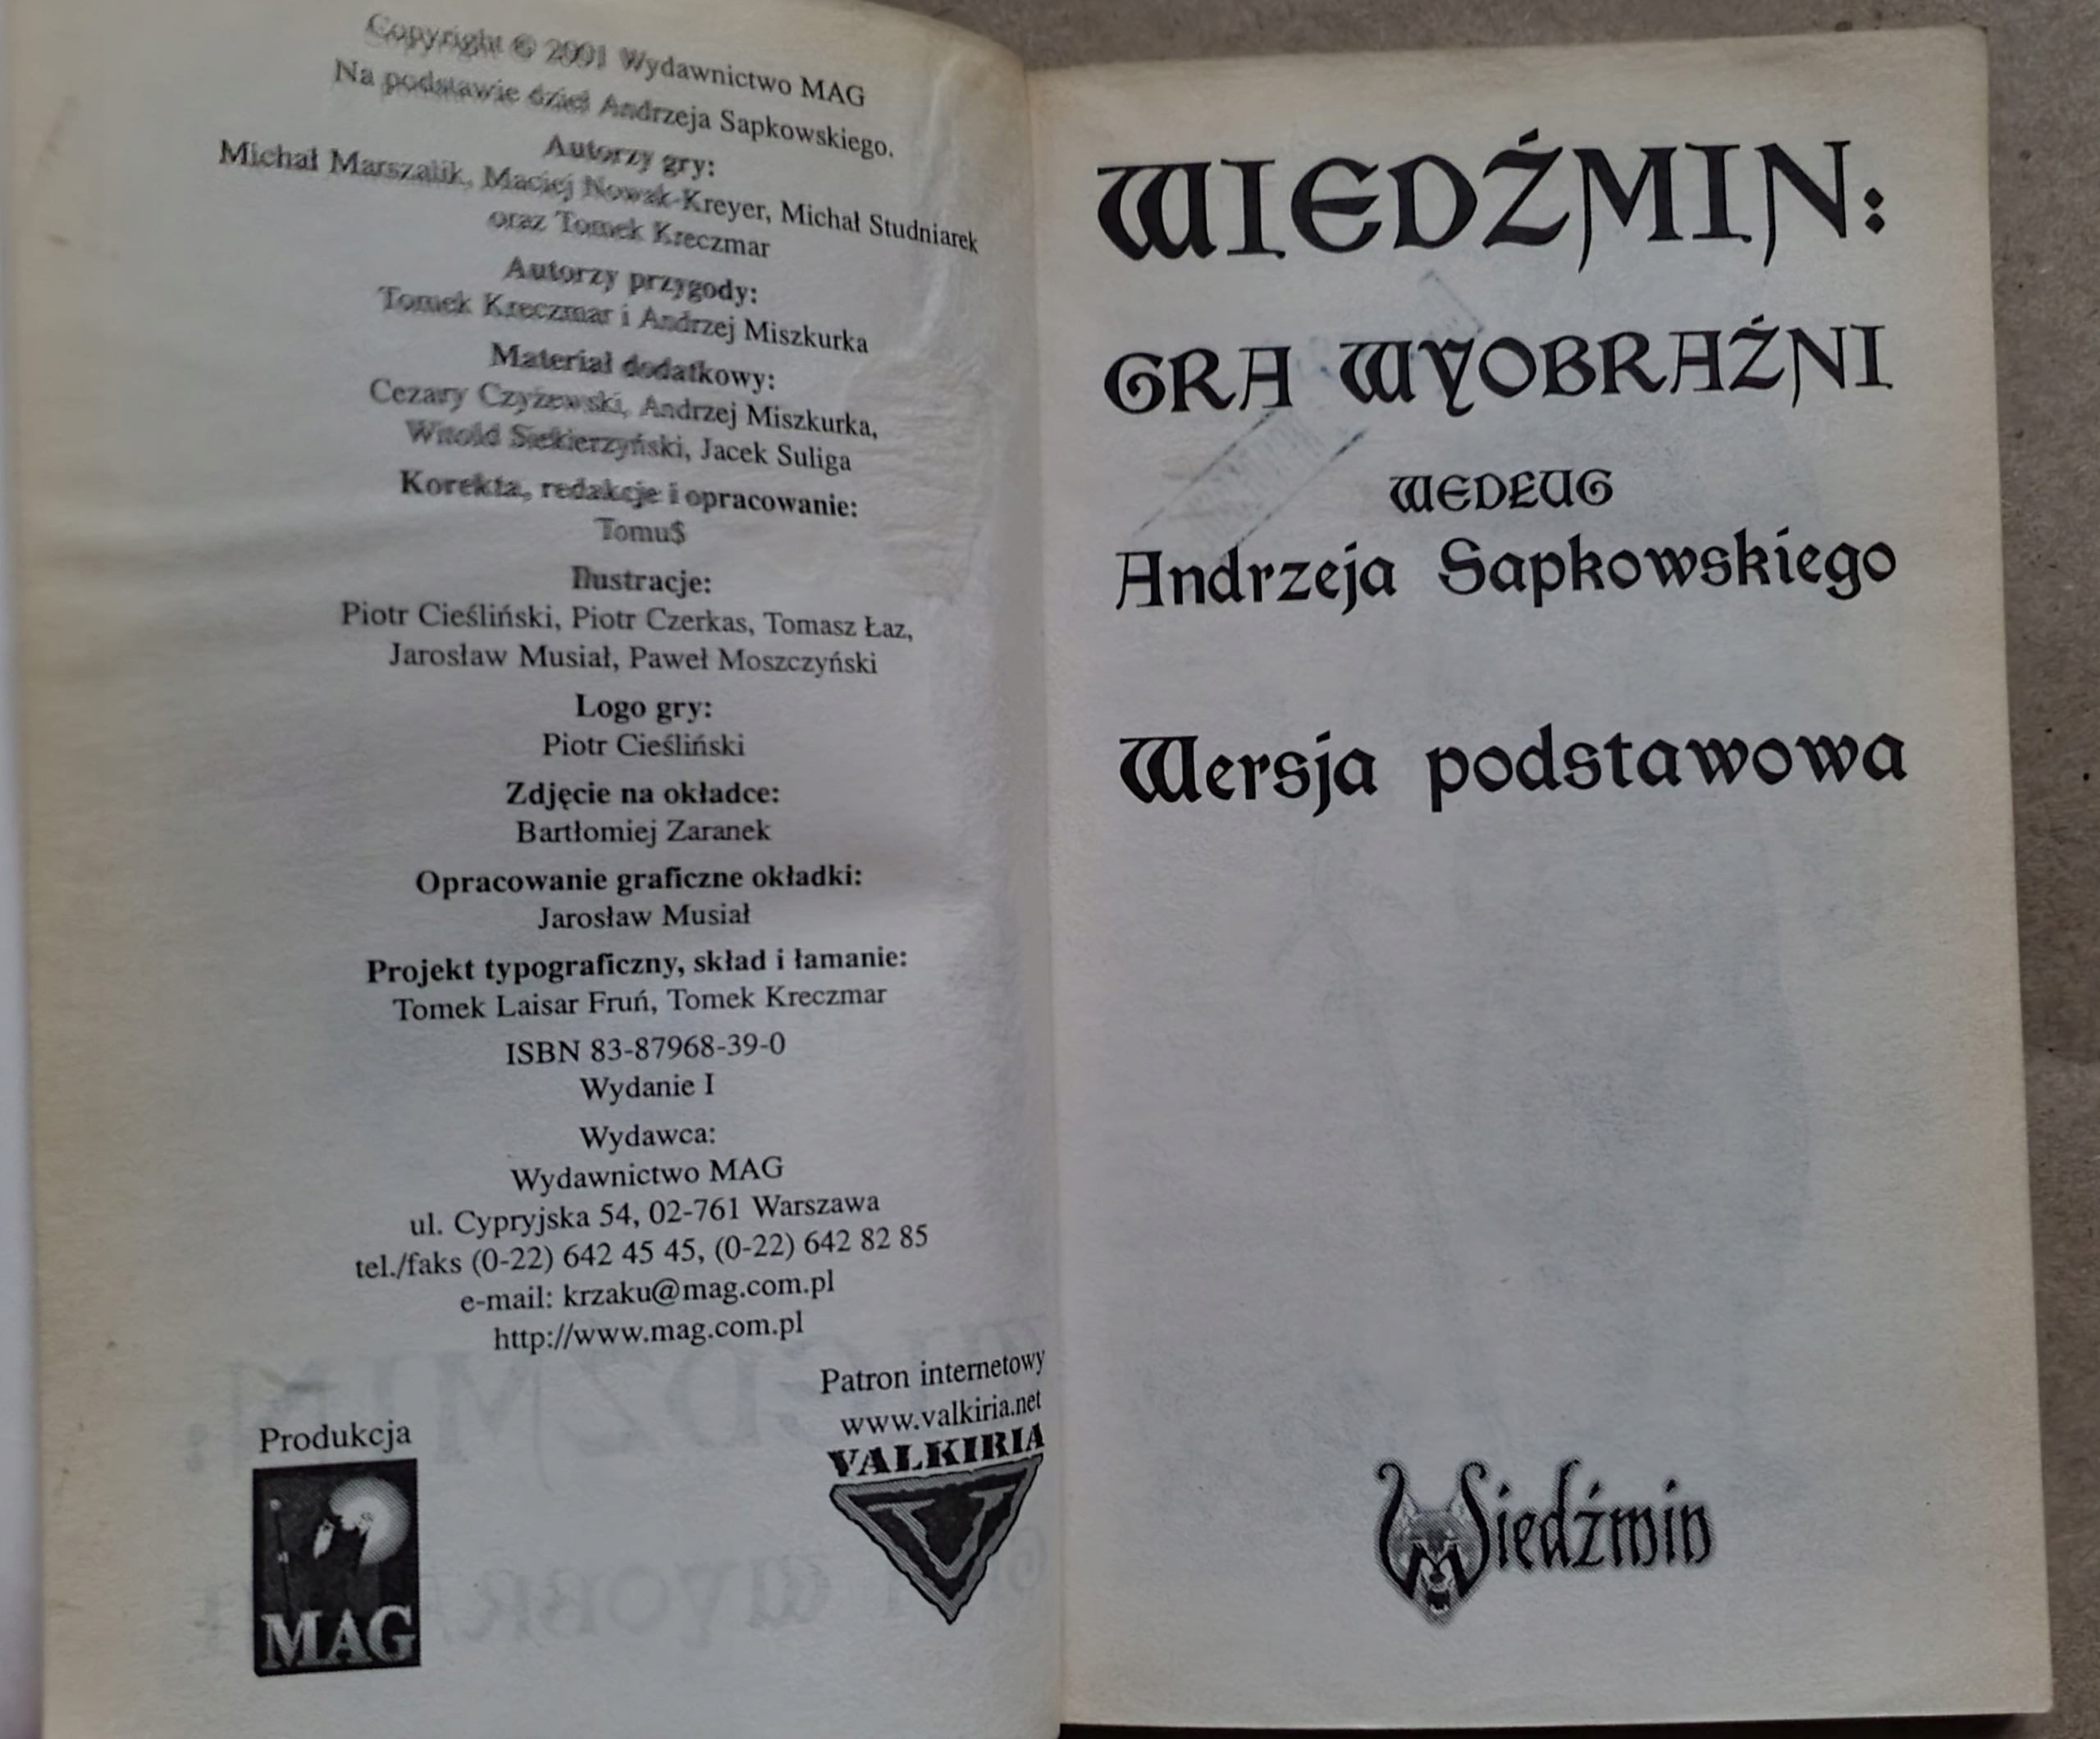 Copyright © 2001 Wydawnictwo MAG
Na podstawie dzieł Andrzeja Sapkowskiego.
Autorzy gry:
Michał Marszalik, Maciej Nowak-Kreyer, Michał Studniarek
oraz Tomek Kreczmar
Autorzy przygody:
Tomek Kreczmar i Andrzej Miszkurka
Materiał dodatkowy:
Cezary Czyżewski, Andrzej Miszkurka,
Witold Siekierzyński, Jacek Suliga
Korekta, redakcje i opracowanie:
Tomu$
Ilustracje:
Piotr Cieśliński, Piotr Czerkas, Tomasz Łaz,
Jarosław Musiał, Paweł Moszczyński
Logo gry:
Piotr Cieśliński
Zdjęcie na okładce:
Bartłomiej Zaranek
Opracowanie graficzne okładki:
Jarosław Musiał
Projekt typograficzny, skład i łamanie:
Tomek Laisar Fruń, Tomek Kreczmar
ISBN 83-87968-39-0
Wydanie I
Wydawca:
Wydawnictwo MAG
ul. Cypryjska 54, 02-761 Warszawa
tel./faks (0-22) 642 45 45, (0-22) 642 82 85
e-mail: krzaku@mag.com.pl
http://www.mag.com.pl
Produkcja
MAG
Patron internetowy
www.valkiria.net
VALKIRIA
V
WIEDŹMIN:
GRA WYOBRAŹNI
WEDŁUG
Andrzeja Sapkowskiego
Wersja podstawowa
Wiedźmin